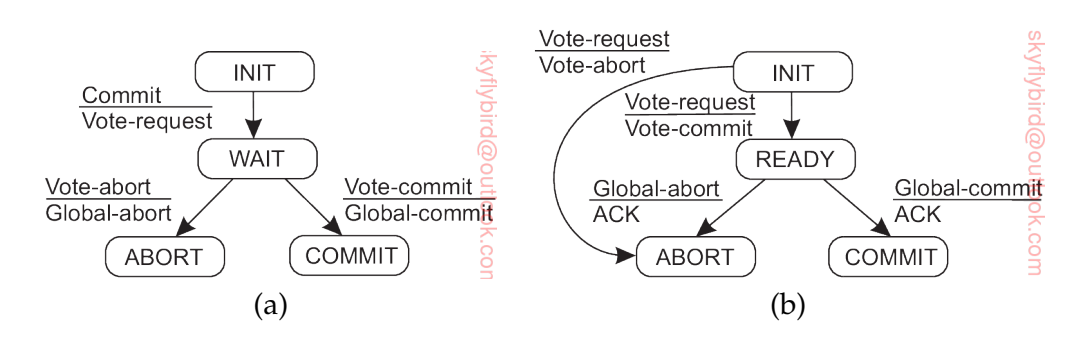 INIT
Commit
Vote-request
WAIT
Vote-abort
Global-abort
Vote-commit
Global-commit
ABORT
COMMIT
(a)
skyflybird@outlook.com
Vote-request
Vote-abort
INIT
Vote-request
Vote-commit
READY
Global-abort
ACK
Global-commit
ACK
ABORT
COMMIT
(b)
skyflybird@outlook.com